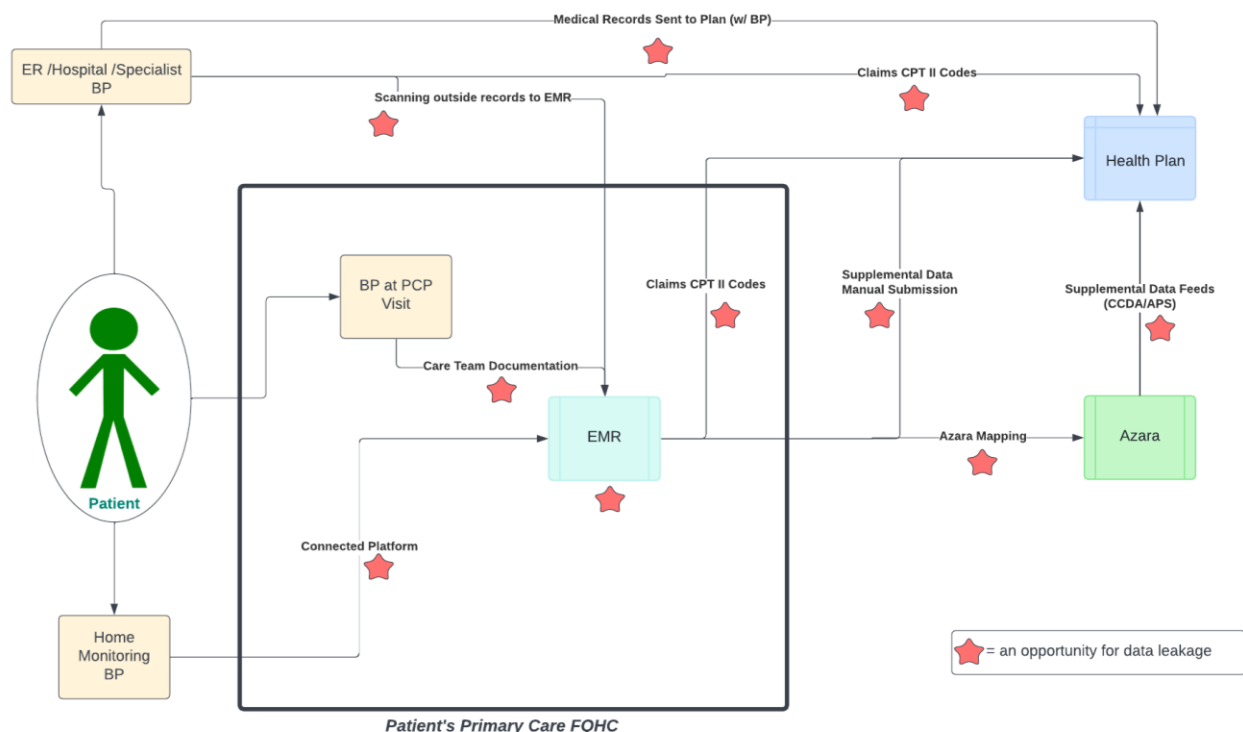 Medical Records Sent to Plan (w/ BP)
ER /Hospital /Specialist
BP
Claims CPT II Codes
Scanning outside records to EMR
Health Plan
BP at PCP
Visit
Claims CPT II Codes
Supplemental Data
Manual Submission
Supplemental Data Feeds
(CCDA/APS)
Care Team Documentation
EMR
Azara Mapping
Azara
Patient
Connected Platform
Home
Monitoring
BP
= an opportunity for data leakage
Patient's Primary Care FQHC